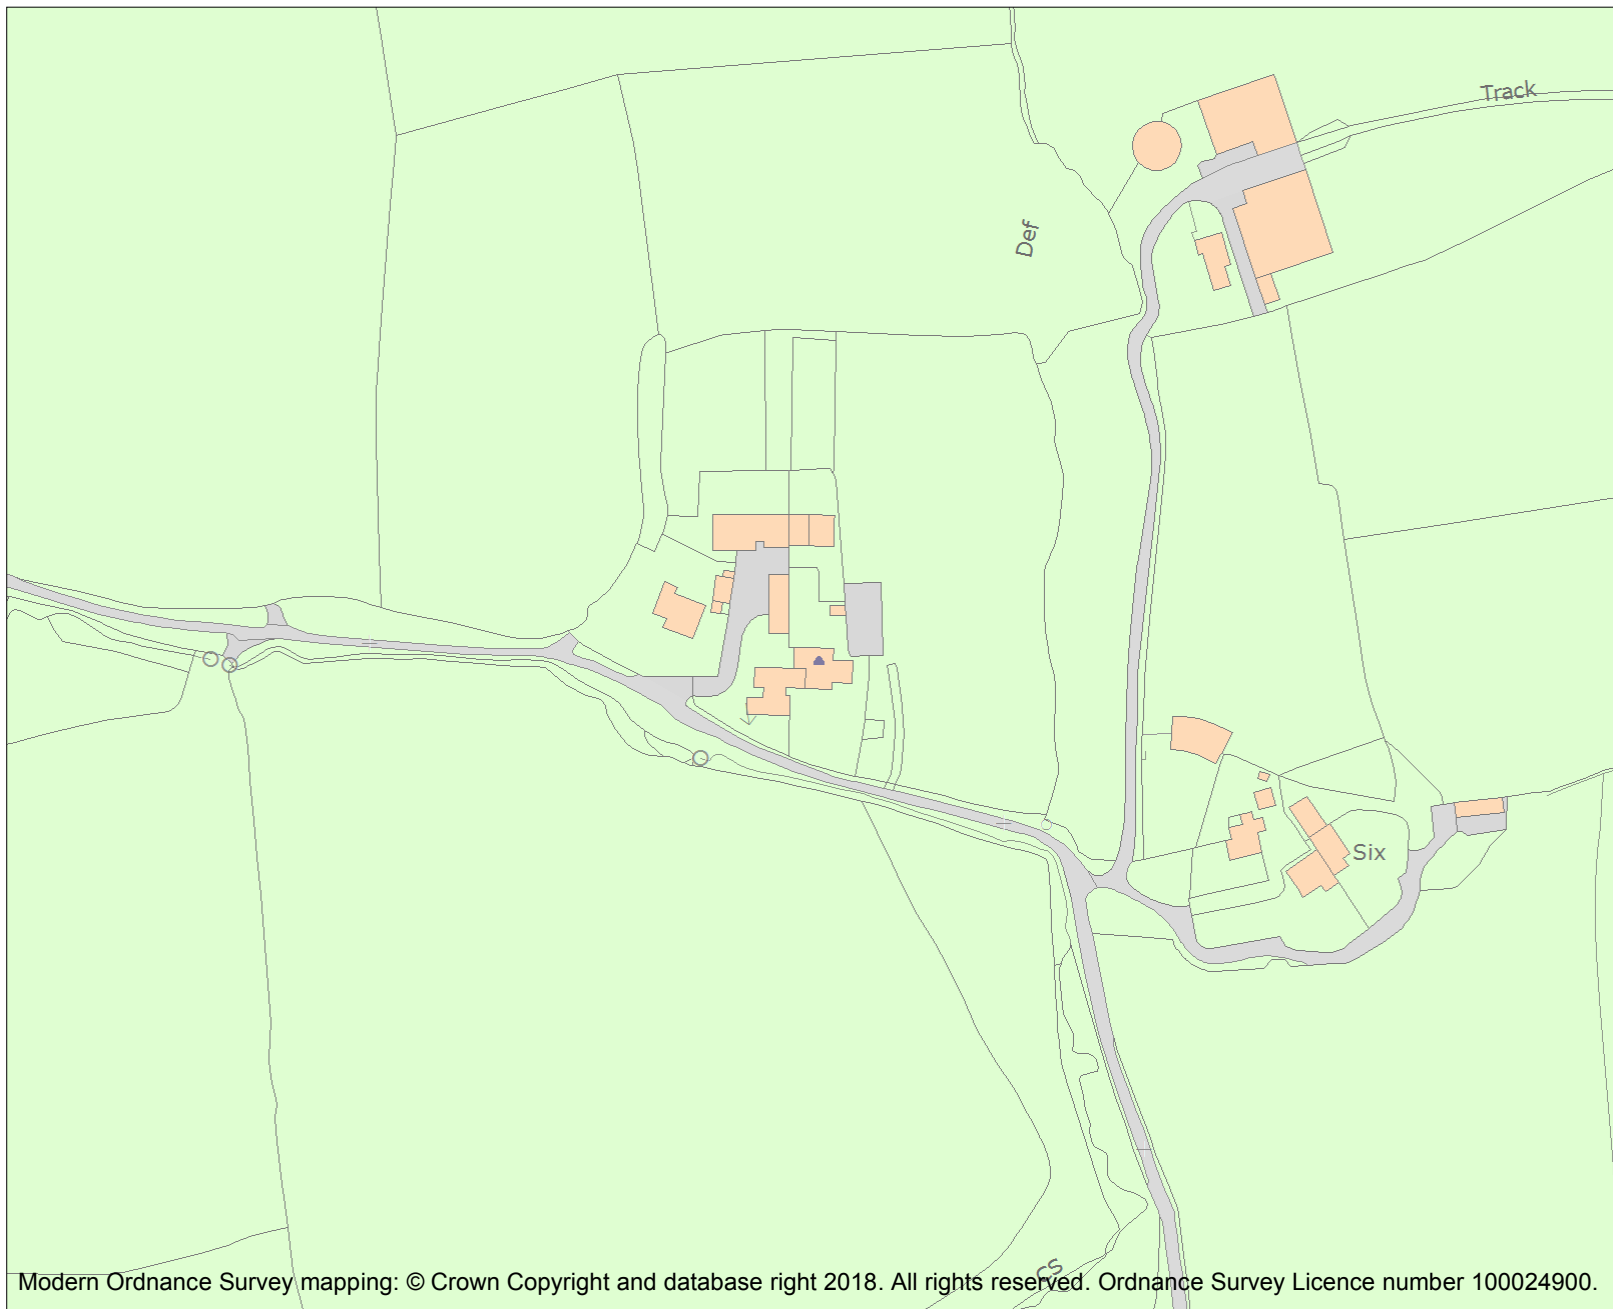 Track
Def
Six
CS
Modern Ordnance Survey mapping: © Crown Copyright and database right 2018. All rights reserved. Ordnance Survey Licence number 100024900.